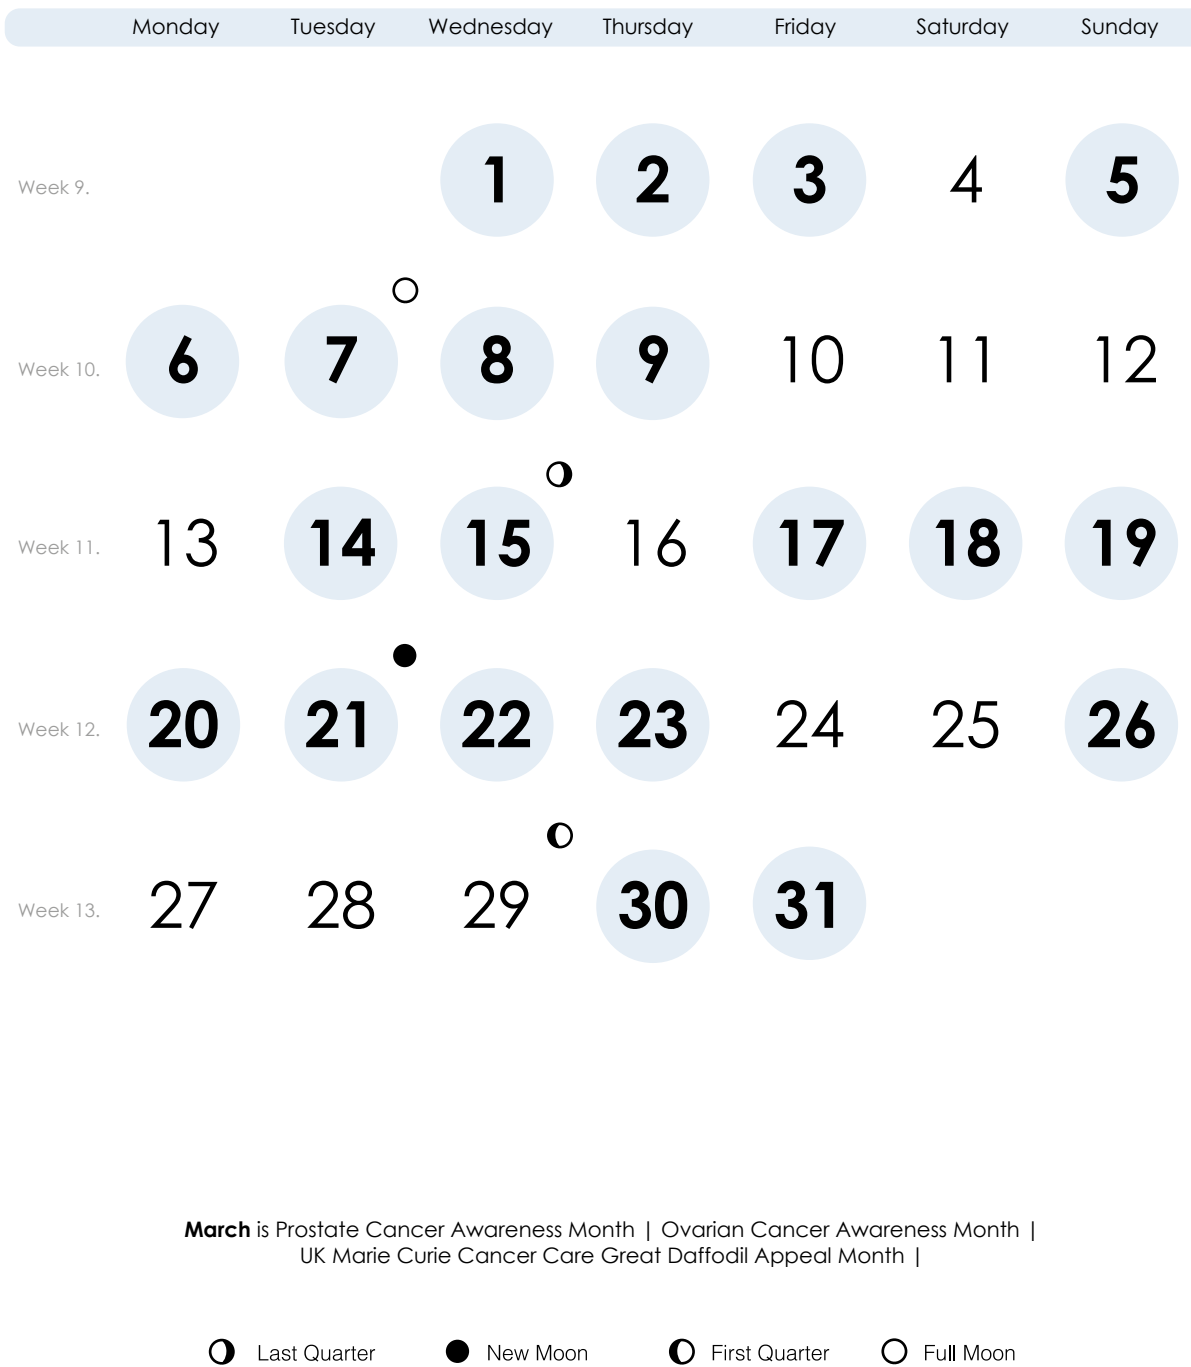 Monday Tuesday Wednesday Thursday Friday Saturday Sunday
Week 9. 1 2 3 4 5
Week 10. 6 7 8 9 10 11 12
Week 11. 13 14 15 16 17 18 19
Week 12. 20 21 22 23 24 25 26
Week 13. 27 28 29 30 31
March is Prostate Cancer Awareness Month | Ovarian Cancer Awareness Month |
UK Marie Curie Cancer Care Great Daffodil Appeal Month |
Last Quarter New Moon First Quarter Full Moon